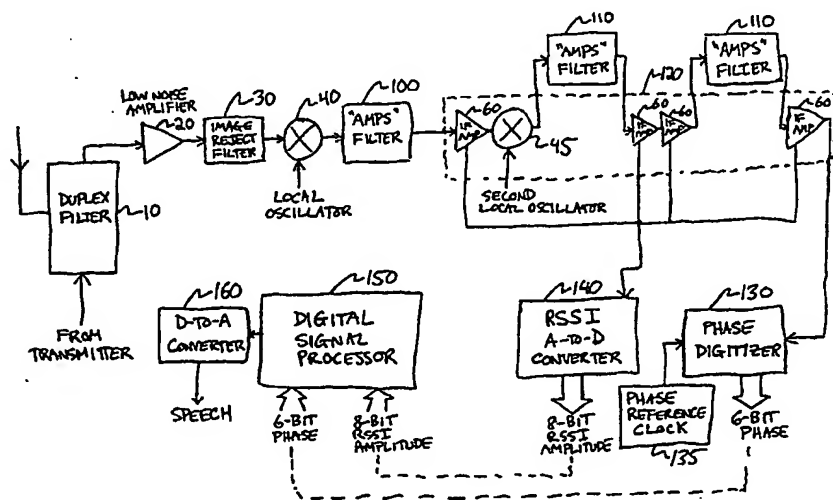 110
"AMPS"
FILTER
110
"AMPS"
FILTER
120
LOW NOISE
AMPLIFIER
20
30
IMAGE
REJECT
FILTER
40
100
"AMPS"
FILTER
60
IF
AMP
45
60
IF
AMP
60
IF
AMP
60
IF
AMP
LOCAL
OSCILLATOR
SECOND
LOCAL OSCILLATOR
DUPLEX
FILTER
10
FROM
TRANSMITTER
160
D-TO-A
CONVERTER
SPEECH
150
DIGITAL
SIGNAL
PROCESSOR
6-BIT
PHASE
8-BIT
RSSI
AMPLITUDE
140
RSSI
A-TO-D
CONVERTER
8-BIT
RSSI
AMPLITUDE
130
PHASE
DIGITIZER
PHASE
REFERENCE
CLOCK
135
6-BIT
PHASE